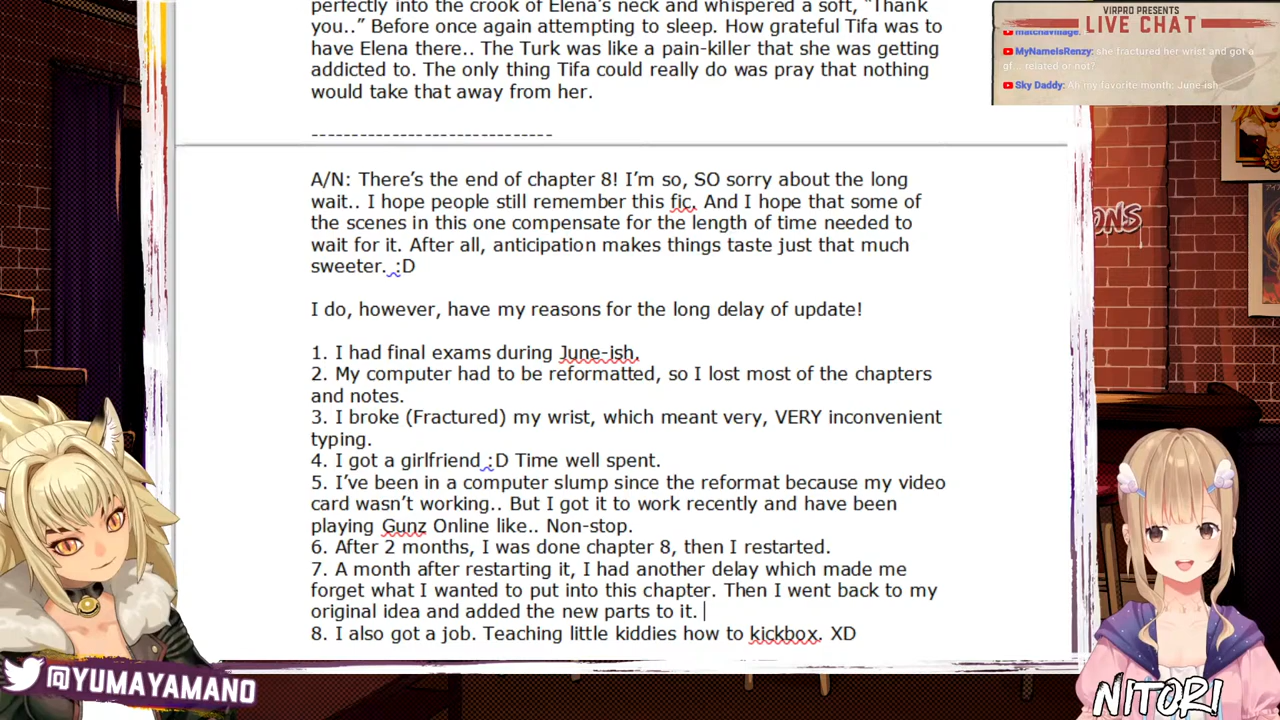 perfectly into the crook of Elena's neck and whispered a soft, "Thank
you.." Before once again attempting to sleep. How grateful Tifa was to
have Elena there.. The Turk was like a pain-killer that she was getting
addicted to. The only thing Tifa could really do was pray that nothing
would take that away from her.
------------------------------
A/N: There's the end of chapter 8! I'm so, SO sorry about the long
wait.. I hope people still remember this fic. And I hope that some of
the scenes in this one compensate for the length of time needed to
wait for it. After all, anticipation makes things taste just that much
sweeter. :D
I do, however, have my reasons for the long delay of update!
1. I had final exams during June-ish.
2. My computer had to be reformatted, so I lost most of the chapters
and notes.
3. I broke (Fractured) my wrist, which meant very, VERY inconvenient
typing.
4. I got a girlfriend :D Time well spent.
5. I've been in a computer slump since the reformat because my video
card wasn't working.. But I got it to work recently and have been
playing Gunz Online like.. Non-stop.
6. After 2 months, I was done chapter 8, then I restarted.
7. A month after restarting it, I had another delay which made me
forget what I wanted to put into this chapter. Then I went back to my
original idea and added the new parts to it.
8. I also got a job. Teaching little kiddies how to kickbox. XD
VIRPRO PRESENTS
LIVE CHAT
matchavillage:
MyNameIsRenzy: she fractured her wrist and got a
gf... related or not?
Sky Daddy: Ah my favorite month: June-ish
ONS
@YUMAYAMANO
NITORI